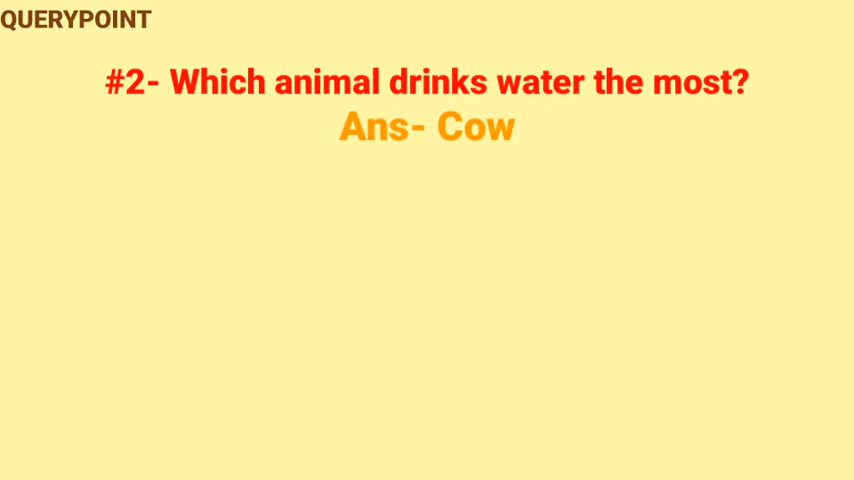 QUERYPOINT
#2- Which animal drinks water the most?
Ans- Cow